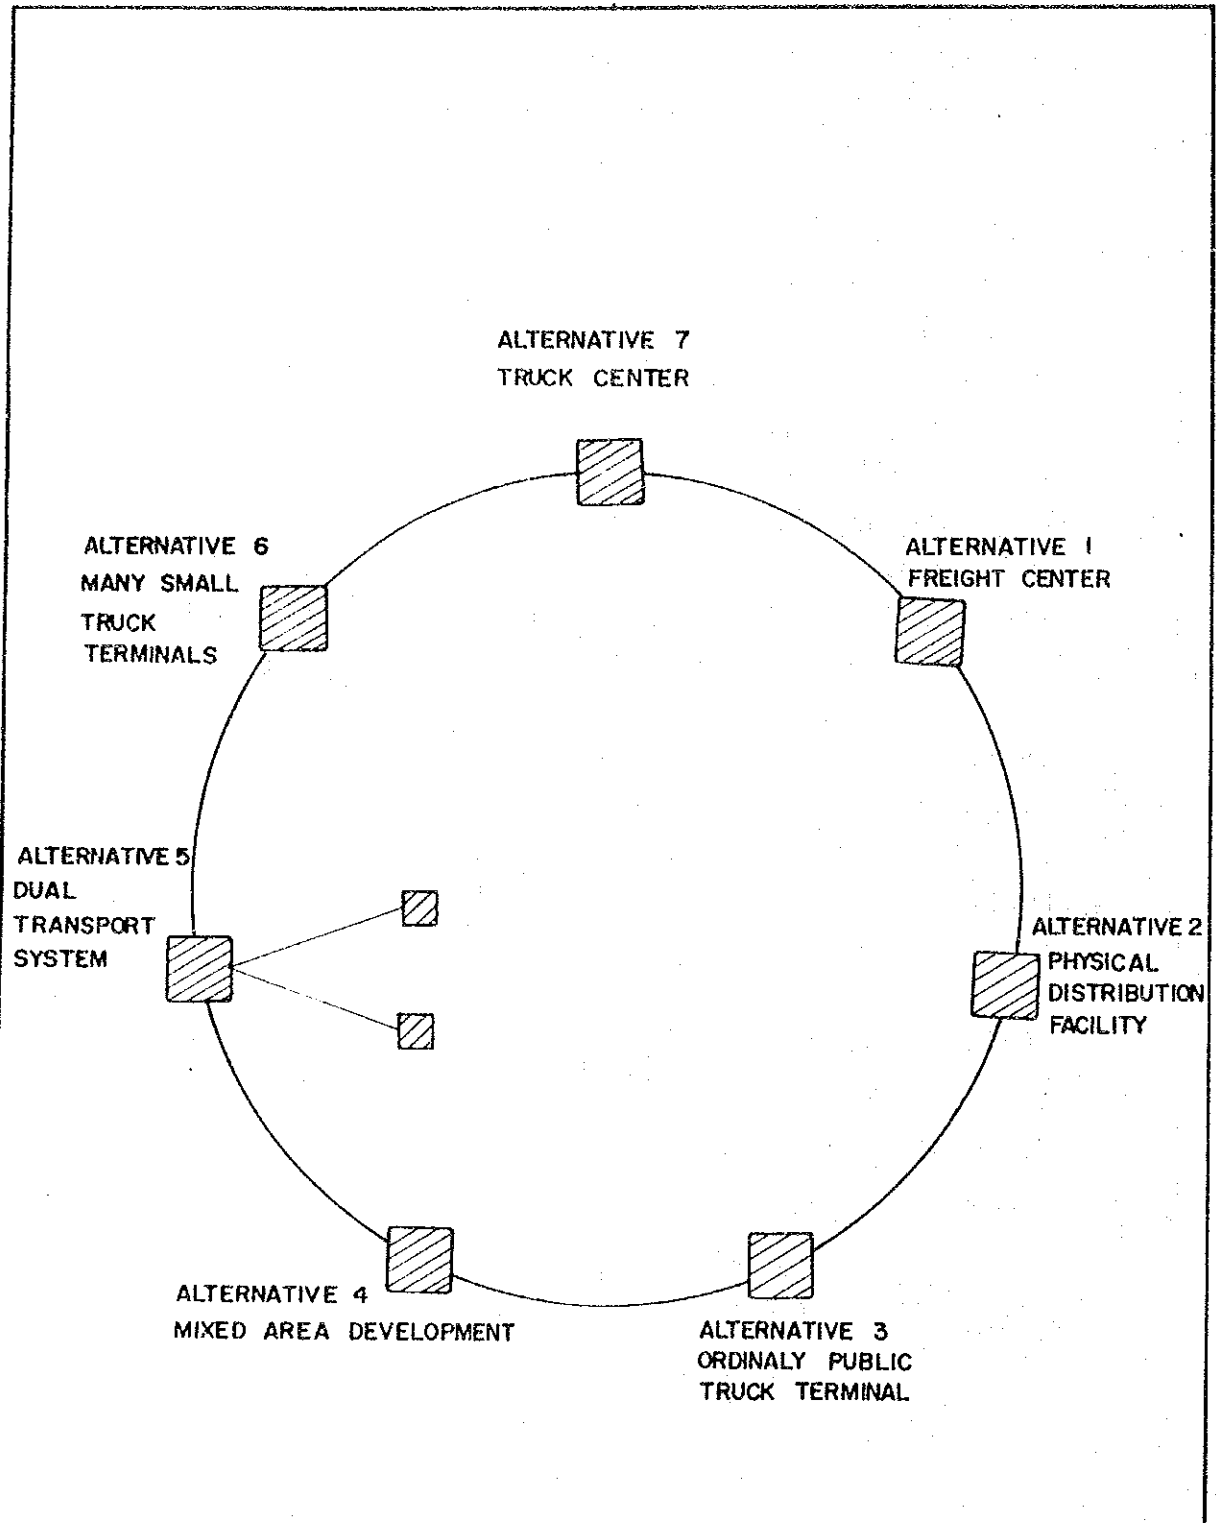 ALTERNATIVE 7
TRUCK CENTER
ALTERNATIVE 6
MANY SMALL
TRUCK
TERMINALS
ALTERNATIVE 1
FREIGHT CENTER
ALTERNATIVE 5
DUAL
TRANSPORT
SYSTEM
ALTERNATIVE 2
PHYSICAL
DISTRIBUTION
FACILITY
ALTERNATIVE 4
MIXED AREA DEVELOPMENT
ALTERNATIVE 3
ORDINALY PUBLIC
TRUCK TERMINAL